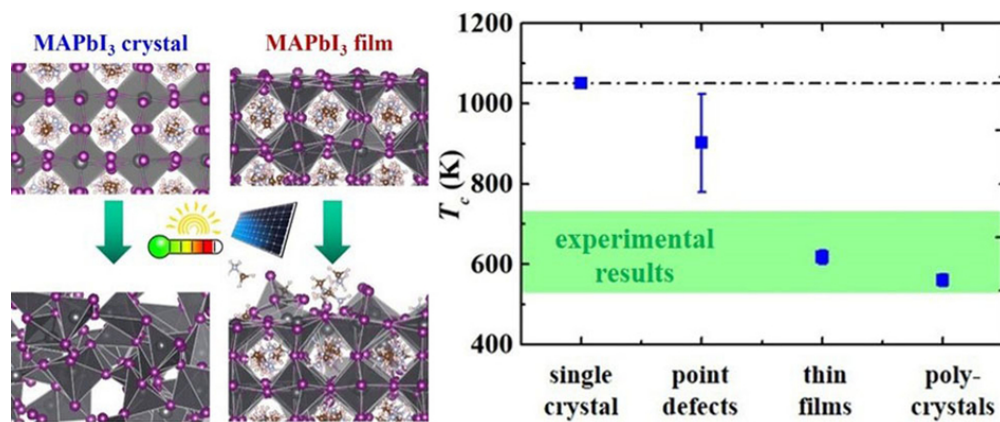 MAPbI₃ crystal
MAPbI₃ film
1200
1000
800
600
400
T_c (K)
experimental
results
single
crystal
point
defects
thin
films
poly-
crystals